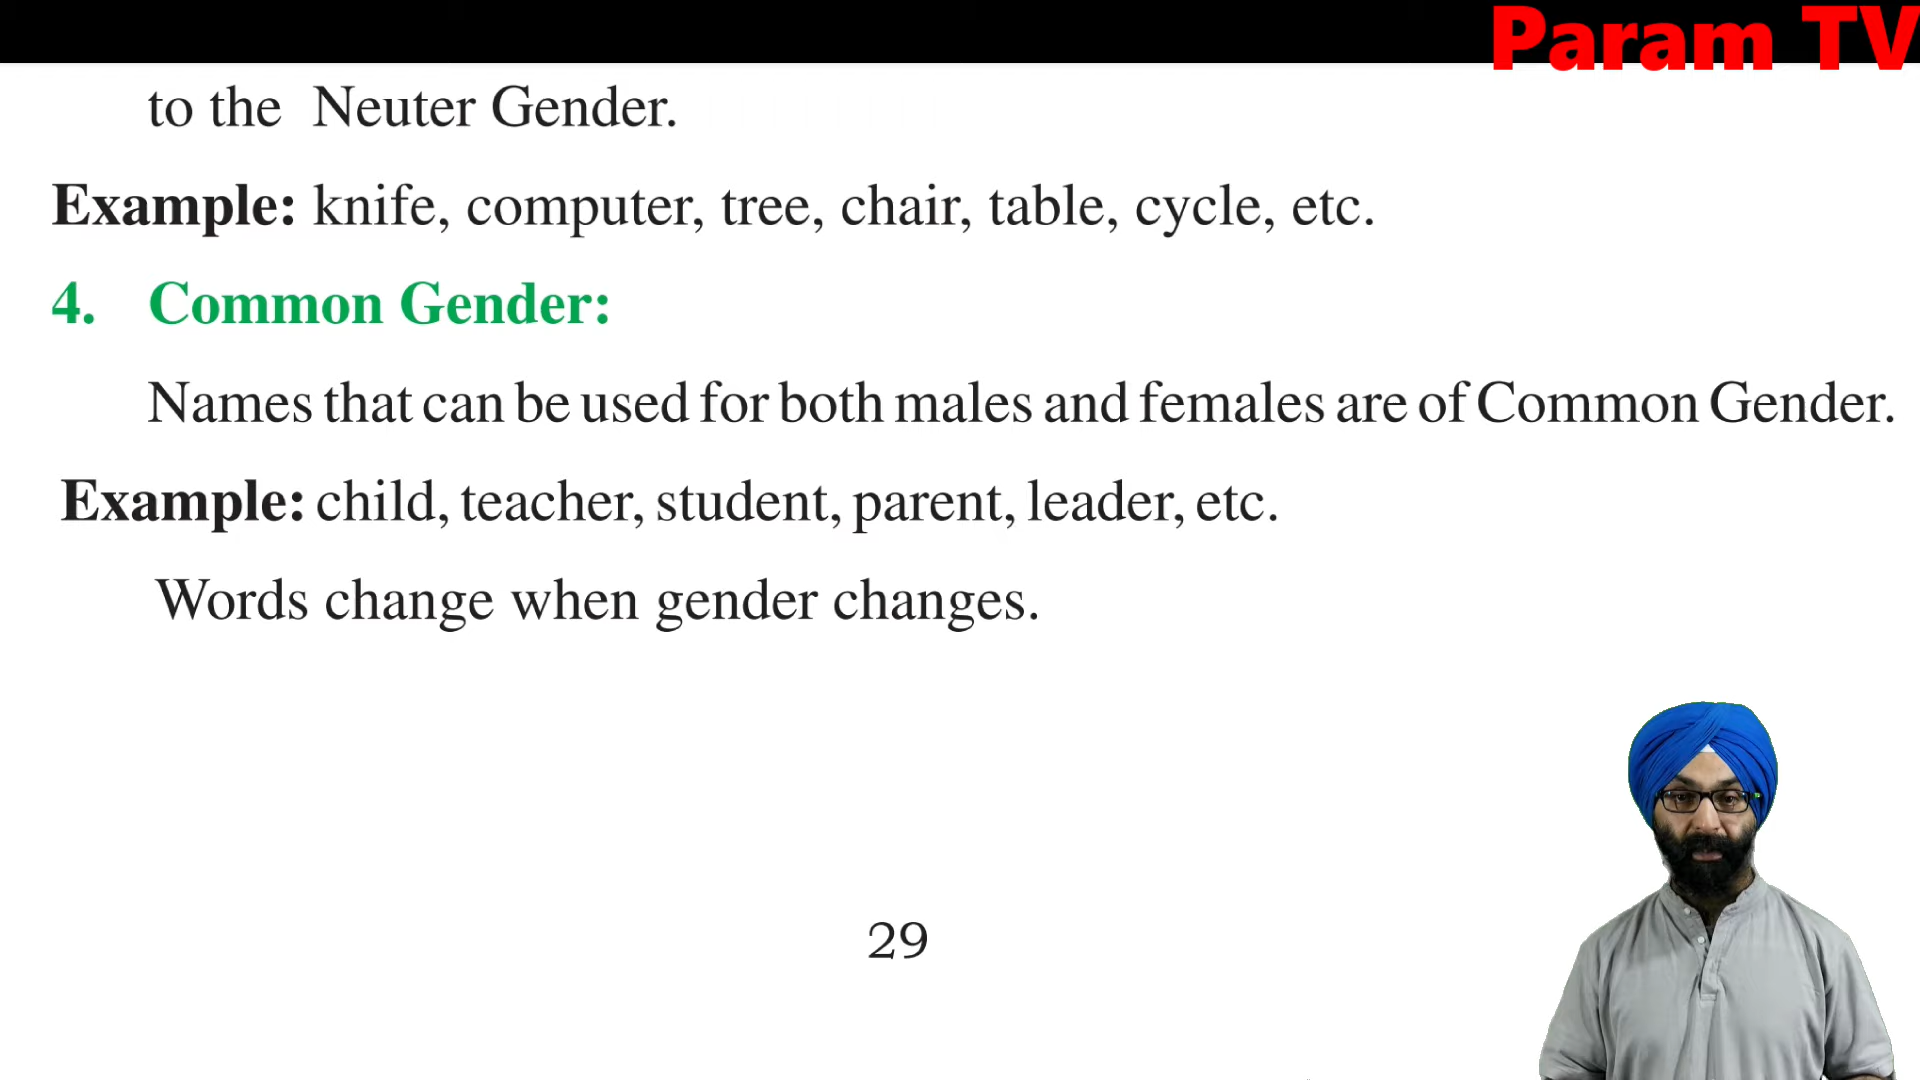 Param TV
to the Neuter Gender.
Example: knife, computer, tree, chair, table, cycle, etc.
4. Common Gender:
Names that can be used for both males and females are of Common Gender.
Example: child, teacher, student, parent, leader, etc.
Words change when gender changes.
29